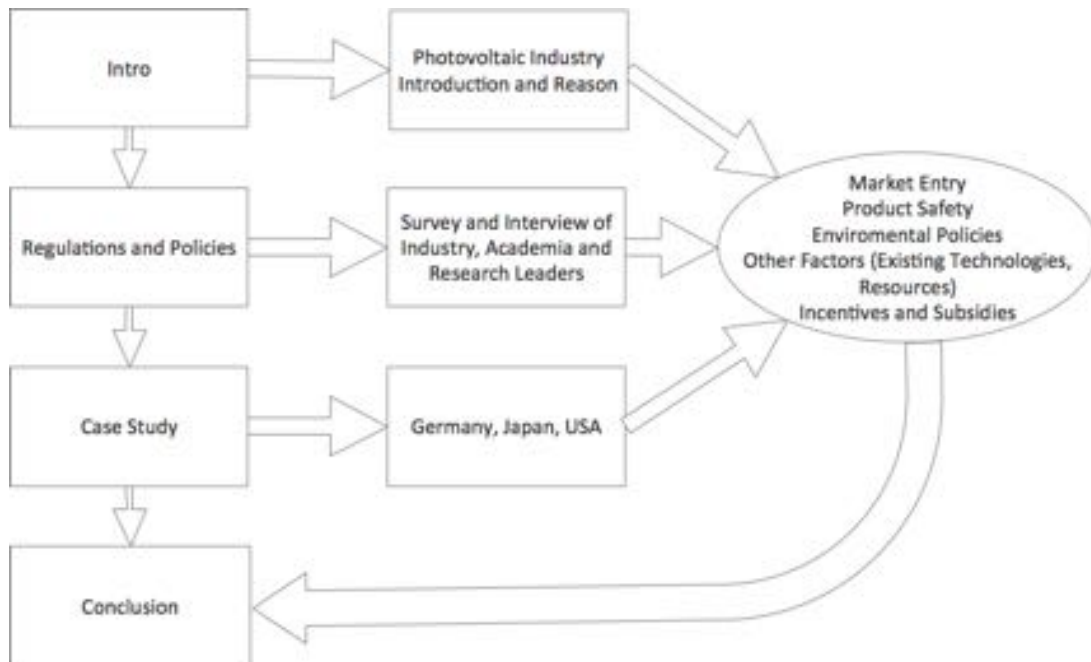 Intro
Photovoltaic Industry
Introduction and Reason
Regulations and Policies
Survey and Interview of
Industry, Academia and
Research Leaders
Market Entry
Product Safety
Enviromental Policies
Other Factors (Existing Technologies,
Resources)
Incentives and Subsidies
Case Study
Germany, Japan, USA
Conclusion